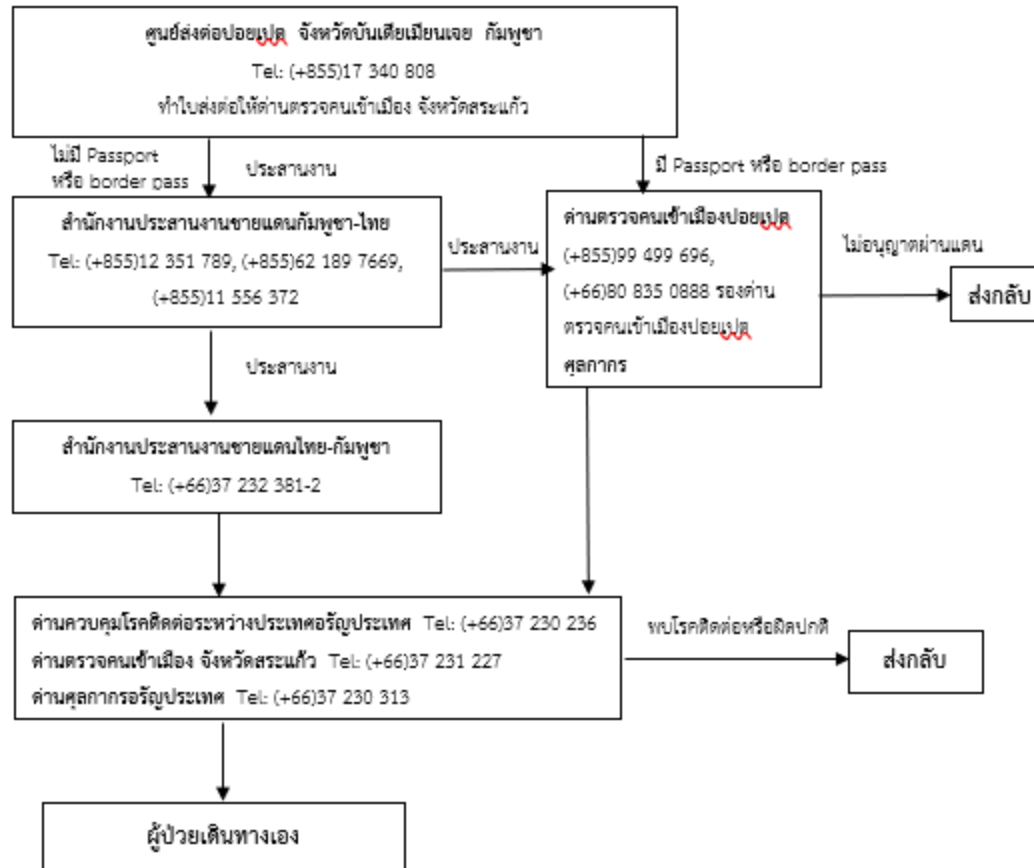 ศูนย์ส่งต่อปอยเปต จังหวัดบันเตียเมียนเจย กัมพูชา
Tel: (+855)17 340 808
ทำใบส่งต่อให้ด่านตรวจคนเข้าเมือง จังหวัดสระแก้ว
ไม่มี Passport
หรือ border pass
ประสานงาน
มี Passport หรือ border pass
สำนักงานประสานงานชายแดนกัมพูชา-ไทย
Tel: (+855)12 351 789, (+855)62 189 7669,
(+855)11 556 372
ประสานงาน
ด่านตรวจคนเข้าเมืองปอยเปต
(+855)99 499 696,
(+66)80 835 0888 รองด่าน
ตรวจคนเข้าเมืองปอยเปต
ศุลกากร
ไม่อนุญาตผ่านแดน
ส่งกลับ
ประสานงาน
สำนักงานประสานงานชายแดนไทย-กัมพูชา
Tel: (+66)37 232 381-2
ด่านควบคุมโรคติดต่อระหว่างประเทศอรัญประเทศ Tel: (+66)37 230 236
ด่านตรวจคนเข้าเมือง จังหวัดสระแก้ว Tel: (+66)37 231 227
ด่านศุลกากรอรัญประเทศ Tel: (+66)37 230 313
พบโรคติดต่อหรือผิดปกติ
ส่งกลับ
ผู้ป่วยเดินทางเอง